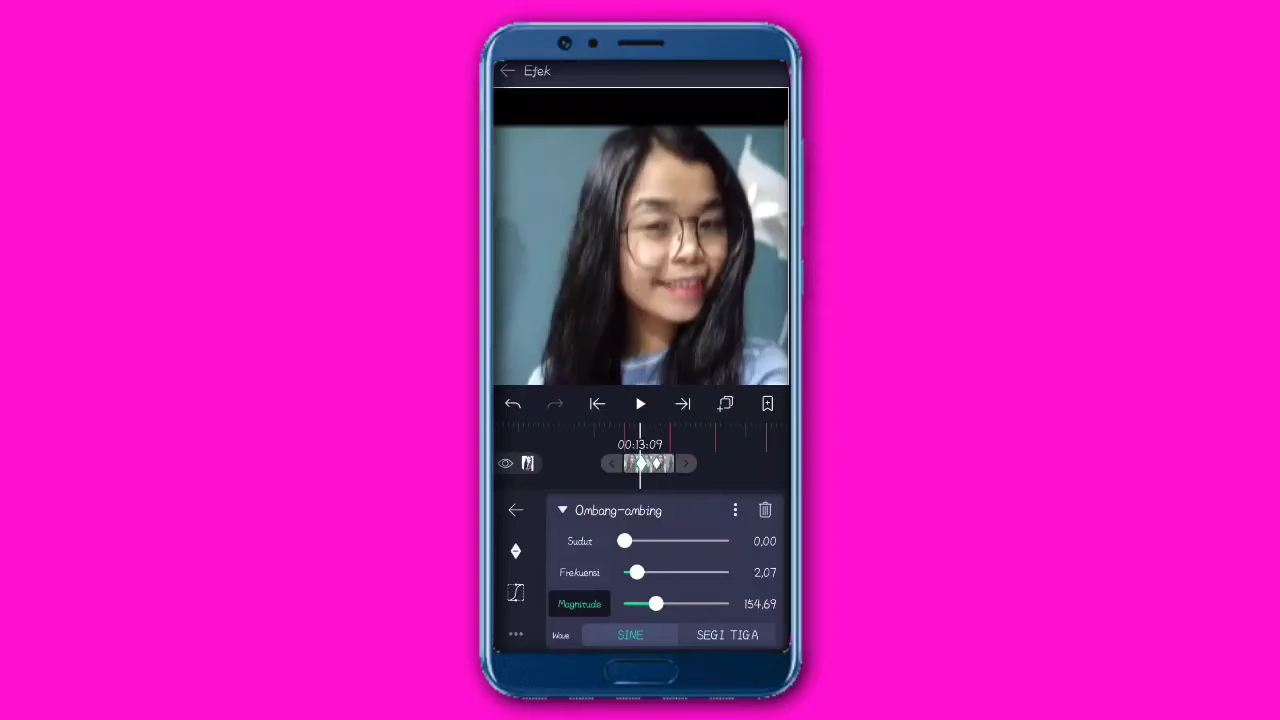 Efek
00:13:09
Ombang-ambing
Sudut 0,00
Frekuensi 2,07
Magnitude 154,69
Wave SINE SEGI TIGA